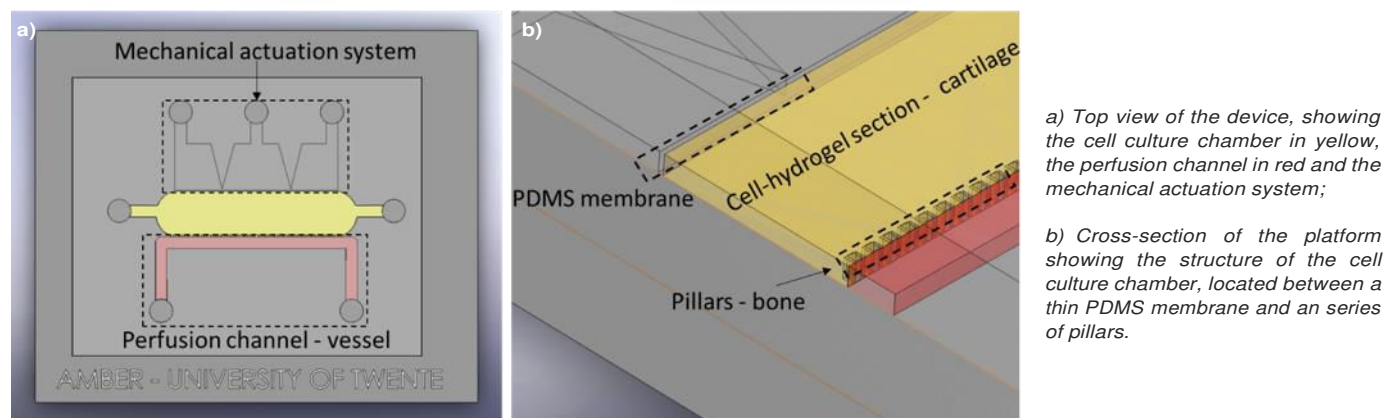 a)
Mechanical actuation system
Perfusion channel - vessel
AMBER - UNIVERSITY OF TWENTE
b)
Cell-hydrogel section - cartilage
PDMS membrane
Pillars - bone
a) Top view of the device, showing
the cell culture chamber in yellow,
the perfusion channel in red and the
mechanical actuation system;
b) Cross-section of the platform
showing the structure of the cell
culture chamber, located between a
thin PDMS membrane and an series
of pillars.